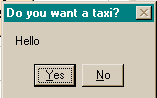 Do you want a taxi?
Hello
Yes No